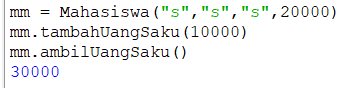 mm = Mahasiswa("s","s","s",20000)
mm.tambahUangSaku(10000)
mm.ambilUangSaku()
30000